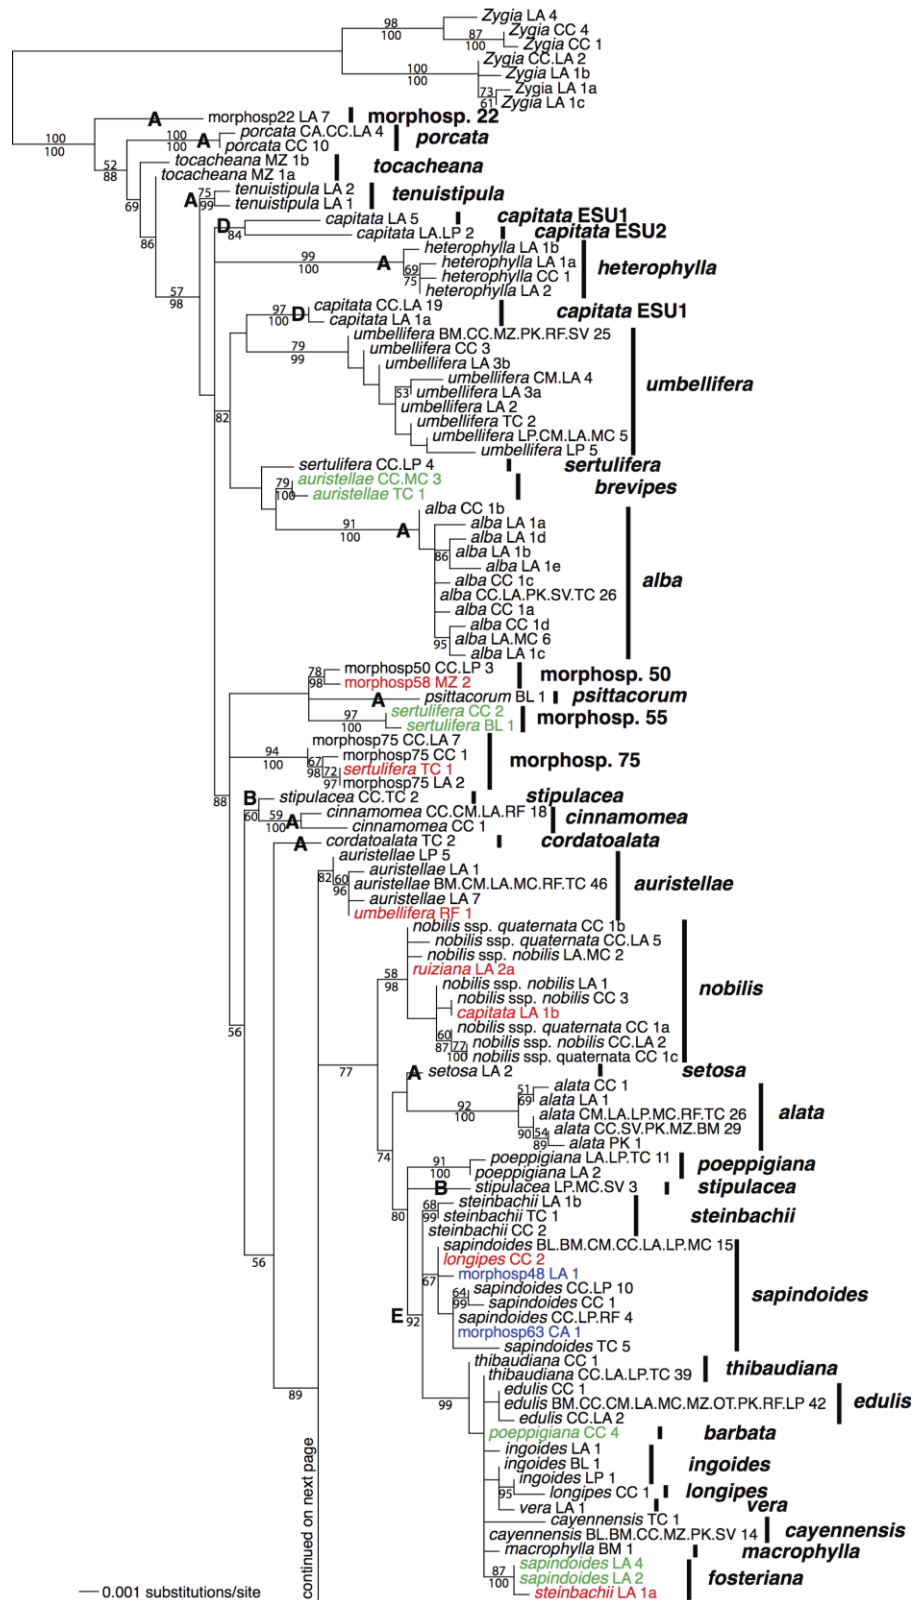 Zygia LA 4
98
100
Zygia CC 4
87
100
Zygia CC 1
Zygia CC.LA 2
100
100
Zygia LA 1b
Zygia LA 1a
73
61
Zygia LA 1c
A
morphosp22 LA 7
morphosp. 22
100
100
100
100
A
porcata CA.CC.LA 4
porcata CC 10
porcata
52
88
tocacheana MZ 1b
tocacheana MZ 1a
tocacheana
69
A
75
99
tenuistipula LA 2
tenuistipula LA 1
tenuistipula
86
D
84
capitata LA 5
capitata ESU1
capitata LA.LP 2
capitata ESU2
99
100
A
heterophylla LA 1b
69
75
heterophylla LA 1a
heterophylla CC 1
heterophylla LA 2
heterophylla
57
98
97
100
D
capitata CC.LA 19
capitata LA 1a
capitata ESU1
79
99
umbellifera BM.CC.MZ.PK.RF.SV 25
umbellifera CC 3
umbellifera LA 3b
umbellifera CM.LA 4
53
umbellifera LA 3a
umbellifera LA 2
umbellifera TC 2
umbellifera LP.CM.LA.MC 5
umbellifera LP 5
umbellifera
82
sertulifera CC.LP 4
sertulifera
79
100
auristellae CC.MC 3
auristellae TC 1
brevipes
91
100
A
alba CC 1b
alba LA 1a
alba LA 1d
86
alba LA 1b
alba LA 1e
alba CC 1c
alba CC.LA.PK.SV.TC 26
alba CC 1a
alba CC 1d
95
alba LA.MC 6
alba LA 1c
alba
78
98
morphosp50 CC.LP 3
morphosp58 MZ 2
morphosp. 50
A
psittacorum BL 1
psittacorum
97
100
sertulifera CC 2
sertulifera BL 1
morphosp. 55
94
100
morphosp75 CC.LA 7
67
98
morphosp75 CC 1
72
97
sertulifera TC 1
morphosp75 LA 2
morphosp. 75
88
B
60
stipulacea CC.TC 2
stipulacea
59
100
A
cinnamomea CC.CM.LA.RF 18
cinnamomea CC 1
cinnamomea
A
cordatoalata TC 2
cordatoalata
82
auristellae LP 5
60
96
auristellae LA 1
auristellae BM.CM.LA.MC.RF.TC 46
auristellae LA 7
umbellifera RF 1
auristellae
58
98
nobilis ssp. quaternata CC 1b
nobilis ssp. quaternata CC.LA 5
nobilis ssp. nobilis LA.MC 2
ruiziana LA 2a
nobilis ssp. nobilis LA 1
nobilis ssp. nobilis CC 3
capitata LA 1b
60
87
nobilis ssp. quaternata CC 1a
77
100
nobilis ssp. nobilis CC.LA 2
nobilis ssp. quaternata CC 1c
nobilis
56
77
A
setosa LA 2
setosa
92
100
51
69
alata CC 1
alata LA 1
alata CM.LA.LP.MC.RF.TC 26
90
54
89
alata CC.SV.PK.MZ.BM 29
alata PK 1
alata
74
91
100
poeppigiana LA.LP.TC 11
poeppigiana LA 2
poeppigiana
B
stipulacea LP.MC.SV 3
stipulacea
80
68
99
steinbachii LA 1b
steinbachii TC 1
steinbachii CC 2
steinbachii
sapindoides BL.BM.CM.CC.LA.LP.MC 15
longipes CC 2
67
morphosp48 LA 1
64
99
sapindoides CC.LP 10
sapindoides CC 1
sapindoides CC.LP.RF 4
morphosp63 CA 1
sapindoides TC 5
sapindoides
56
E
92
thibaudiana CC 1
thibaudiana CC.LA.LP.TC 39
thibaudiana
89
99
edulis CC 1
edulis BM.CC.CM.LA.MC.MZ.OT.PK.RF.LP 42
edulis CC.LA 2
edulis
poeppigiana CC 4
barbata
ingoides LA 1
ingoides BL 1
ingoides LP 1
ingoides
95
longipes CC 1
longipes
vera LA 1
vera
cayennensis TC 1
cayennensis BL.BM.CC.MZ.PK.SV 14
cayennensis
macrophylla BM 1
macrophylla
87
100
sapindoides LA 4
sapindoides LA 2
steinbachii LA 1a
fosteriana
continued on next page
0.001 substitutions/site